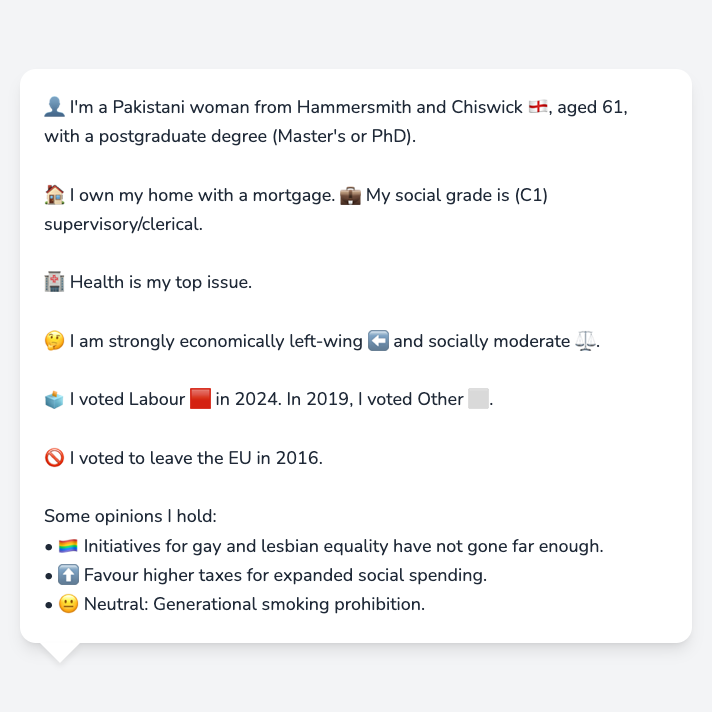 👤 I'm a Pakistani woman from Hammersmith and Chiswick 🏴󠁧󠁢󠁥󠁮󠁧󠁿, aged 61,
with a postgraduate degree (Master's or PhD).
🏠 I own my home with a mortgage. 💼 My social grade is (C1)
supervisory/clerical.
🏥 Health is my top issue.
🤔 I am strongly economically left-wing ⬅️ and socially moderate ⚖️.
🗳️ I voted Labour 🟥 in 2024. In 2019, I voted Other ⬜.
🚫 I voted to leave the EU in 2016.
Some opinions I hold:
• 🏳️‍🌈 Initiatives for gay and lesbian equality have not gone far enough.
• ⬆️ Favour higher taxes for expanded social spending.
• 😐 Neutral: Generational smoking prohibition.